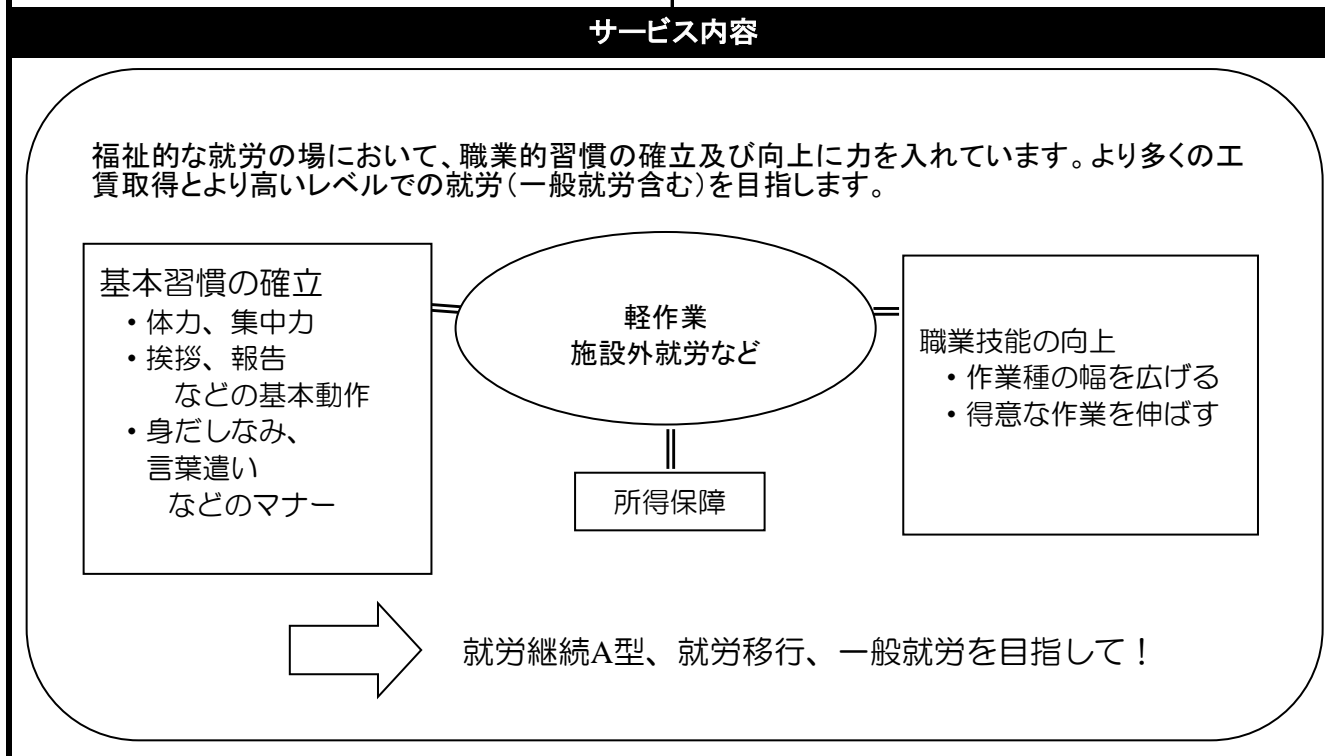 サービス内容
福祉的な就労の場において、職業的習慣の確立及び向上に力を入れています。より多くの工
賃取得とより高いレベルでの就労(一般就労含む)を目指します。
基本習慣の確立
・体力、集中力
・挨拶、報告
などの基本動作
・身だしなみ、
言葉遣い
などのマナー
軽作業
施設外就労など
所得保障
職業技能の向上
・作業種の幅を広げる
・得意な作業を伸ばす
就労継続A型、就労移行、一般就労を目指して！